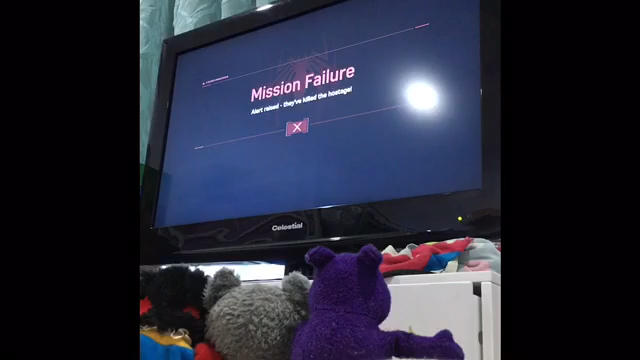 Mission Failure
Alert raised - they've killed the hostage!
X
Celestial